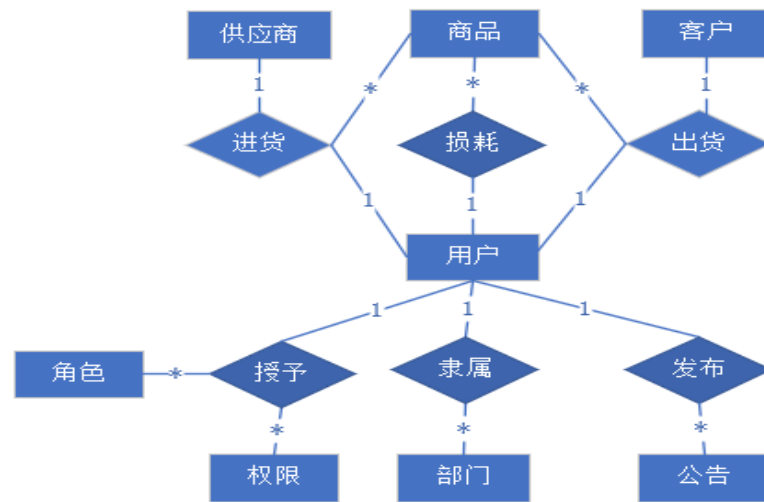 供应商 商品 客户
1 * 1
* *
进货 损耗 出货
1 1 1
用户
1 1 1
角色 * 授予 隶属 发布
* * *
权限 部门 公告